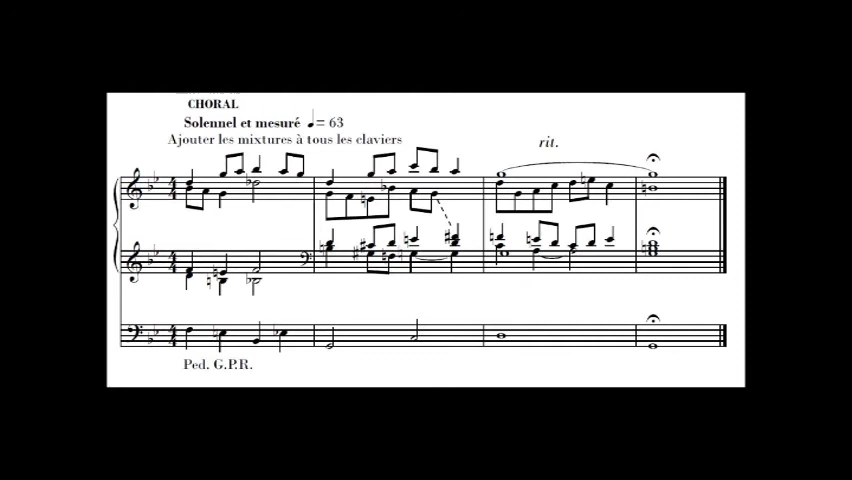 CHORAL
Solennel et mesuré ♩= 63
Ajouter les mixtures à tous les claviers
rit.
Ped. G.P.R.